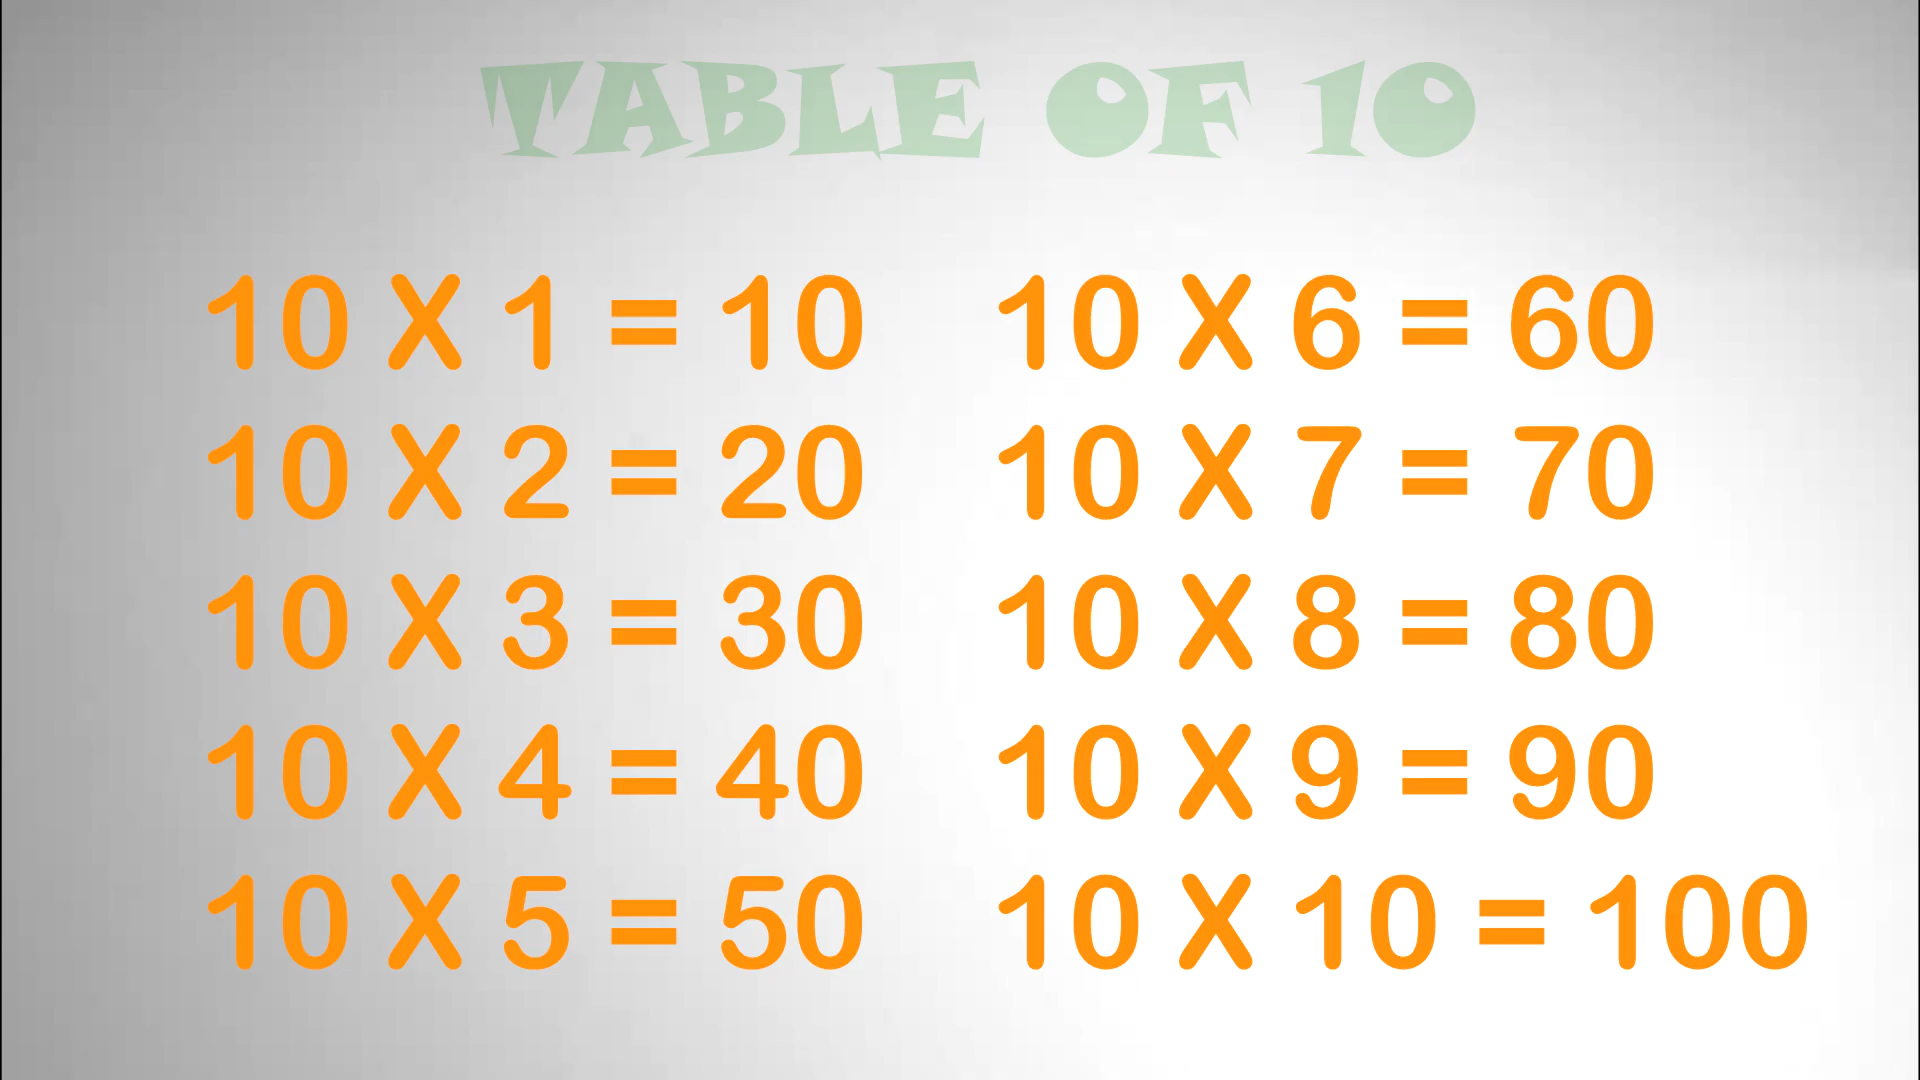 TABLE OF 10
10 X 1 = 10
10 X 2 = 20
10 X 3 = 30
10 X 4 = 40
10 X 5 = 50
10 X 6 = 60
10 X 7 = 70
10 X 8 = 80
10 X 9 = 90
10 X 10 = 100